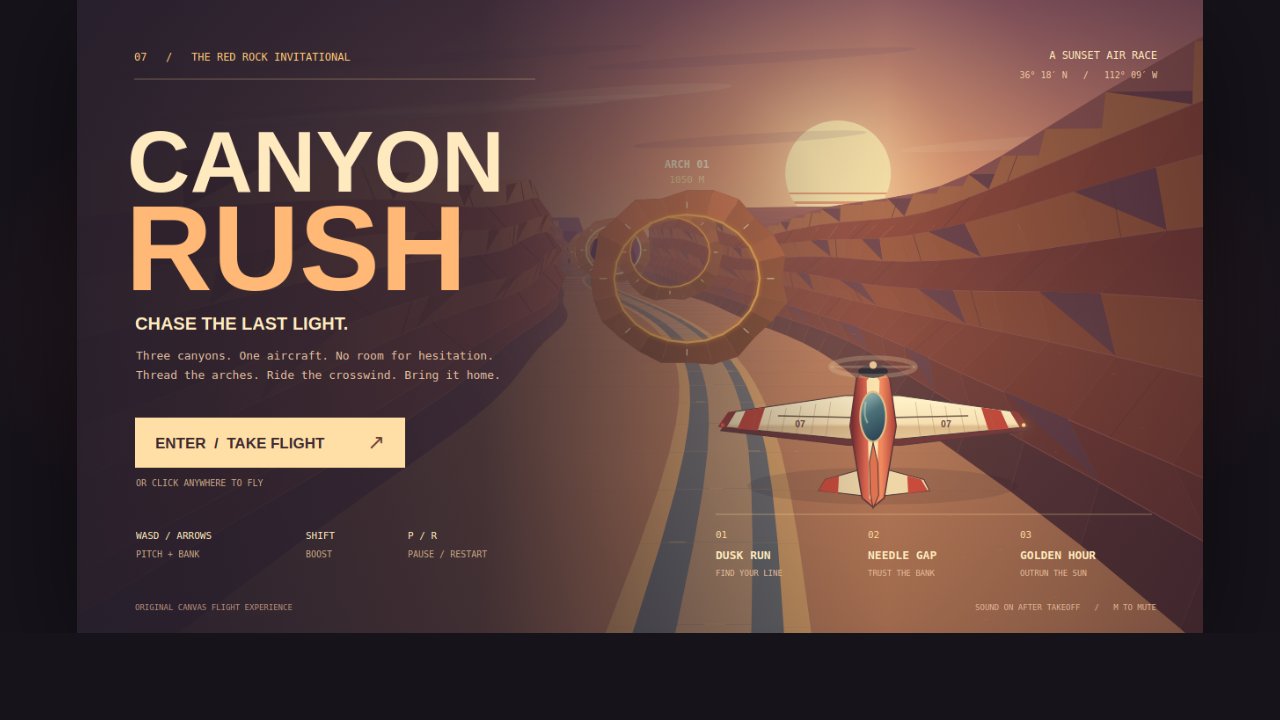 07 / THE RED ROCK INVITATIONAL
A SUNSET AIR RACE
36° 18′ N / 112° 09′ W
CANYON
RUSH
ARCH 01
1050 M
CHASE THE LAST LIGHT.
Three canyons. One aircraft. No room for hesitation.
Thread the arches. Ride the crosswind. Bring it home.
ENTER / TAKE FLIGHT ↗
OR CLICK ANYWHERE TO FLY
07
07
WASD / ARROWS
PITCH + BANK
SHIFT
BOOST
P / R
PAUSE / RESTART
01
DUSK RUN
FIND YOUR LINE
02
NEEDLE GAP
TRUST THE BANK
03
GOLDEN HOUR
OUTRUN THE SUN
ORIGINAL CANVAS FLIGHT EXPERIENCE
SOUND ON AFTER TAKEOFF / M TO MUTE